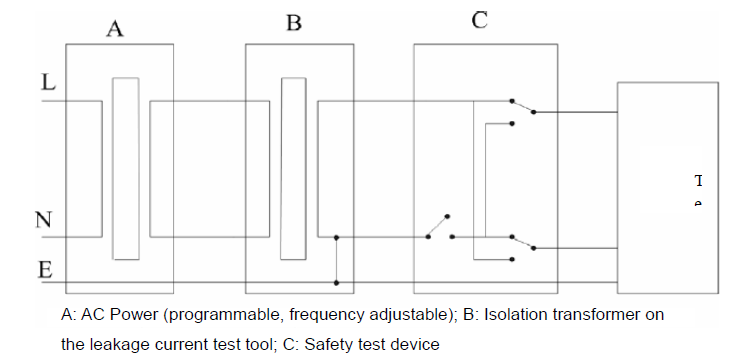 A
B
C
L
N
E
T
e
A: AC Power (programmable, frequency adjustable); B: Isolation transformer on
the leakage current test tool; C: Safety test device